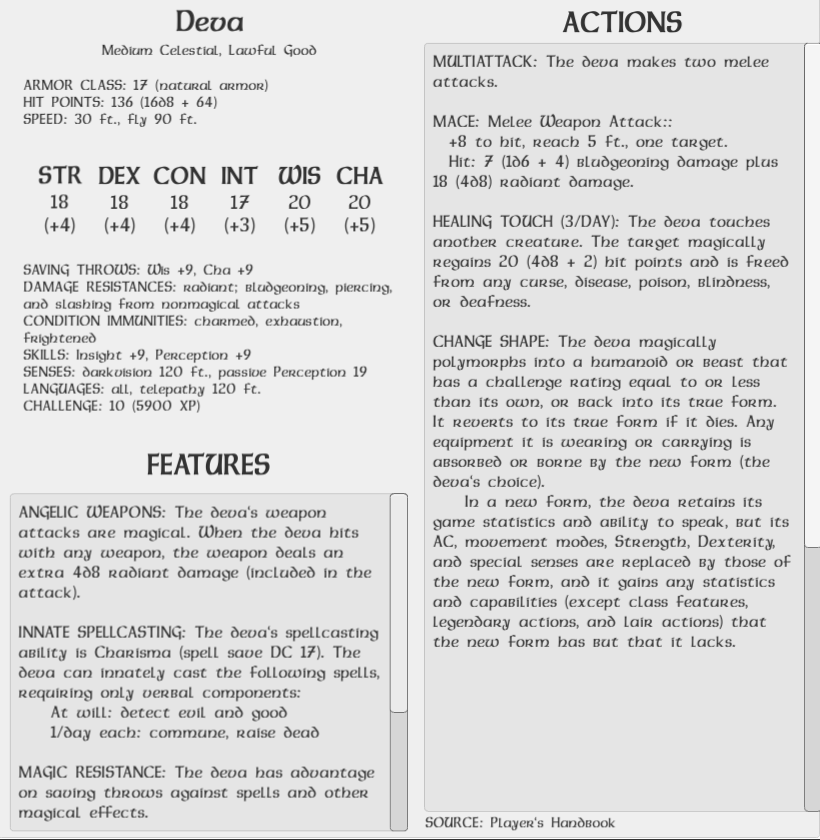 Deva
Medium Celestial, Lawful Good
ARMOR CLASS: 17 (natural armor)
HIT POINTS: 136 (16d8 + 64)
SPEED: 30 ft., fly 90 ft.
STR DEX CON INT WIS CHA
18 18 18 17 20 20
(+4) (+4) (+4) (+3) (+5) (+5)
SAVING THROWS: Wis +9, Cha +9
DAMAGE RESISTANCES: radiant; bludgeoning, piercing,
and slashing from nonmagical attacks
CONDITION IMMUNITIES: charmed, exhaustion,
frightened
SKILLS: Insight +9, Perception +9
SENSES: darkvision 120 ft., passive Perception 19
LANGUAGES: all, telepathy 120 ft.
CHALLENGE: 10 (5900 XP)
FEATURES
ANGELIC WEAPONS: The deva's weapon
attacks are magical. When the deva hits
with any weapon, the weapon deals an
extra 4d8 radiant damage (included in the
attack).
INNATE SPELLCASTING: The deva's spellcasting
ability is Charisma (spell save DC 17). The
deva can innately cast the following spells,
requiring only verbal components:
At will: detect evil and good
1/day each: commune, raise dead
MAGIC RESISTANCE: The deva has advantage
on saving throws against spells and other
magical effects.
ACTIONS
MULTIATTACK: The deva makes two melee
attacks.
MACE: Melee Weapon Attack::
+8 to hit, reach 5 ft., one target.
Hit: 7 (1d6 + 4) bludgeoning damage plus
18 (4d8) radiant damage.
HEALING TOUCH (3/DAY): The deva touches
another creature. The target magically
regains 20 (4d8 + 2) hit points and is freed
from any curse, disease, poison, blindness,
or deafness.
CHANGE SHAPE: The deva magically
polymorphs into a humanoid or beast that
has a challenge rating equal to or less
than its own, or back into its true form.
It reverts to its true form if it dies. Any
equipment it is wearing or carrying is
absorbed or borne by the new form (the
deva's choice).
In a new form, the deva retains its
game statistics and ability to speak, but its
AC, movement modes, Strength, Dexterity,
and special senses are replaced by those of
the new form, and it gains any statistics
and capabilities (except class features,
legendary actions, and lair actions) that
the new form has but that it lacks.
SOURCE: Player's Handbook